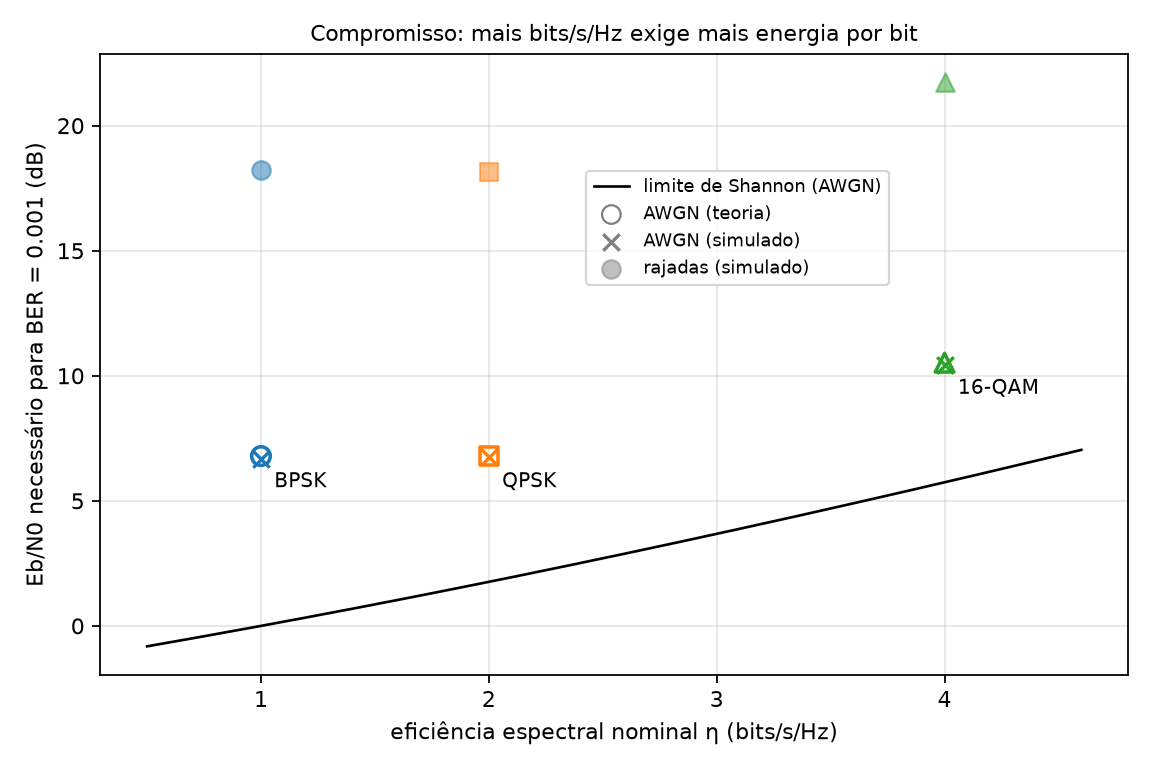 Compromisso: mais bits/s/Hz exige mais energia por bit
Eb/N0 necessário para BER = 0.001 (dB)
20
15
10
5
0
limite de Shannon (AWGN)
AWGN (teoria)
AWGN (simulado)
rajadas (simulado)
16-QAM
BPSK
QPSK
1
2
3
4
eficiência espectral nominal η (bits/s/Hz)